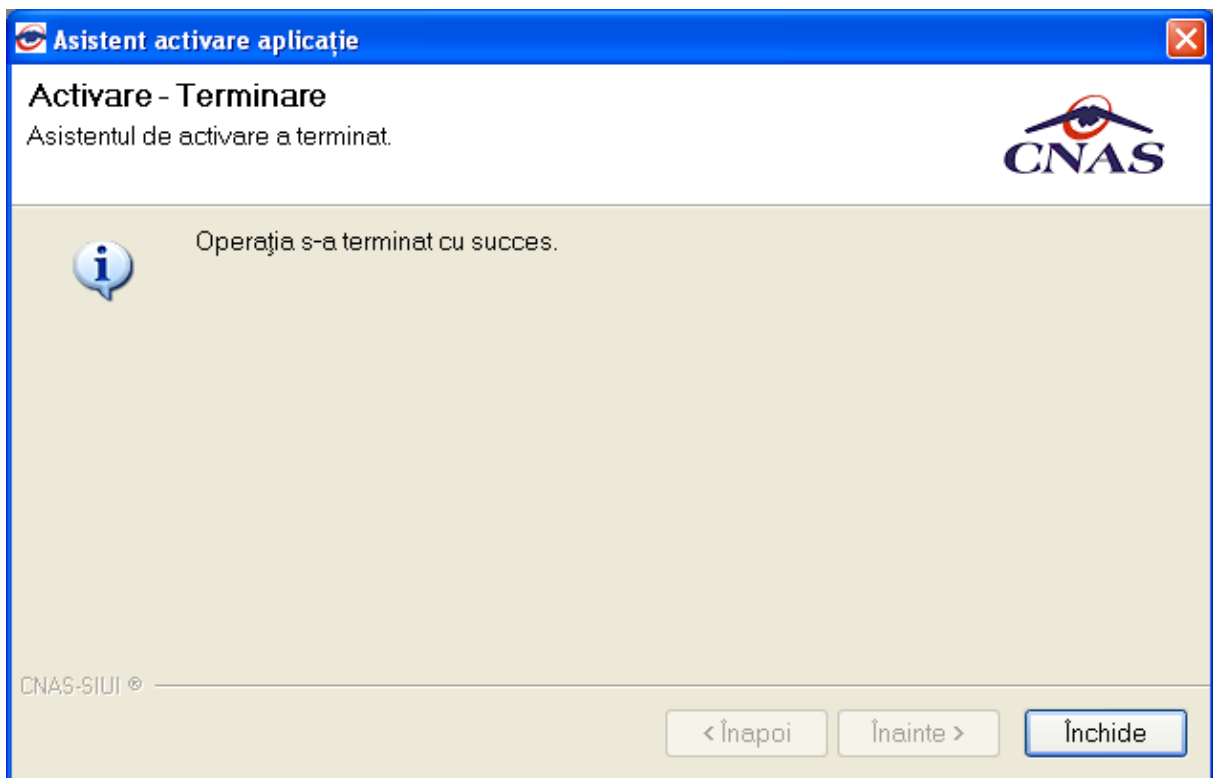 Asistent activare aplicație
Activare - Terminare
Asistentul de activare a terminat.
CNAS
Operaţia s-a terminat cu succes.
CNAS-SIUI ®
< Înapoi
Înainte >
Închide